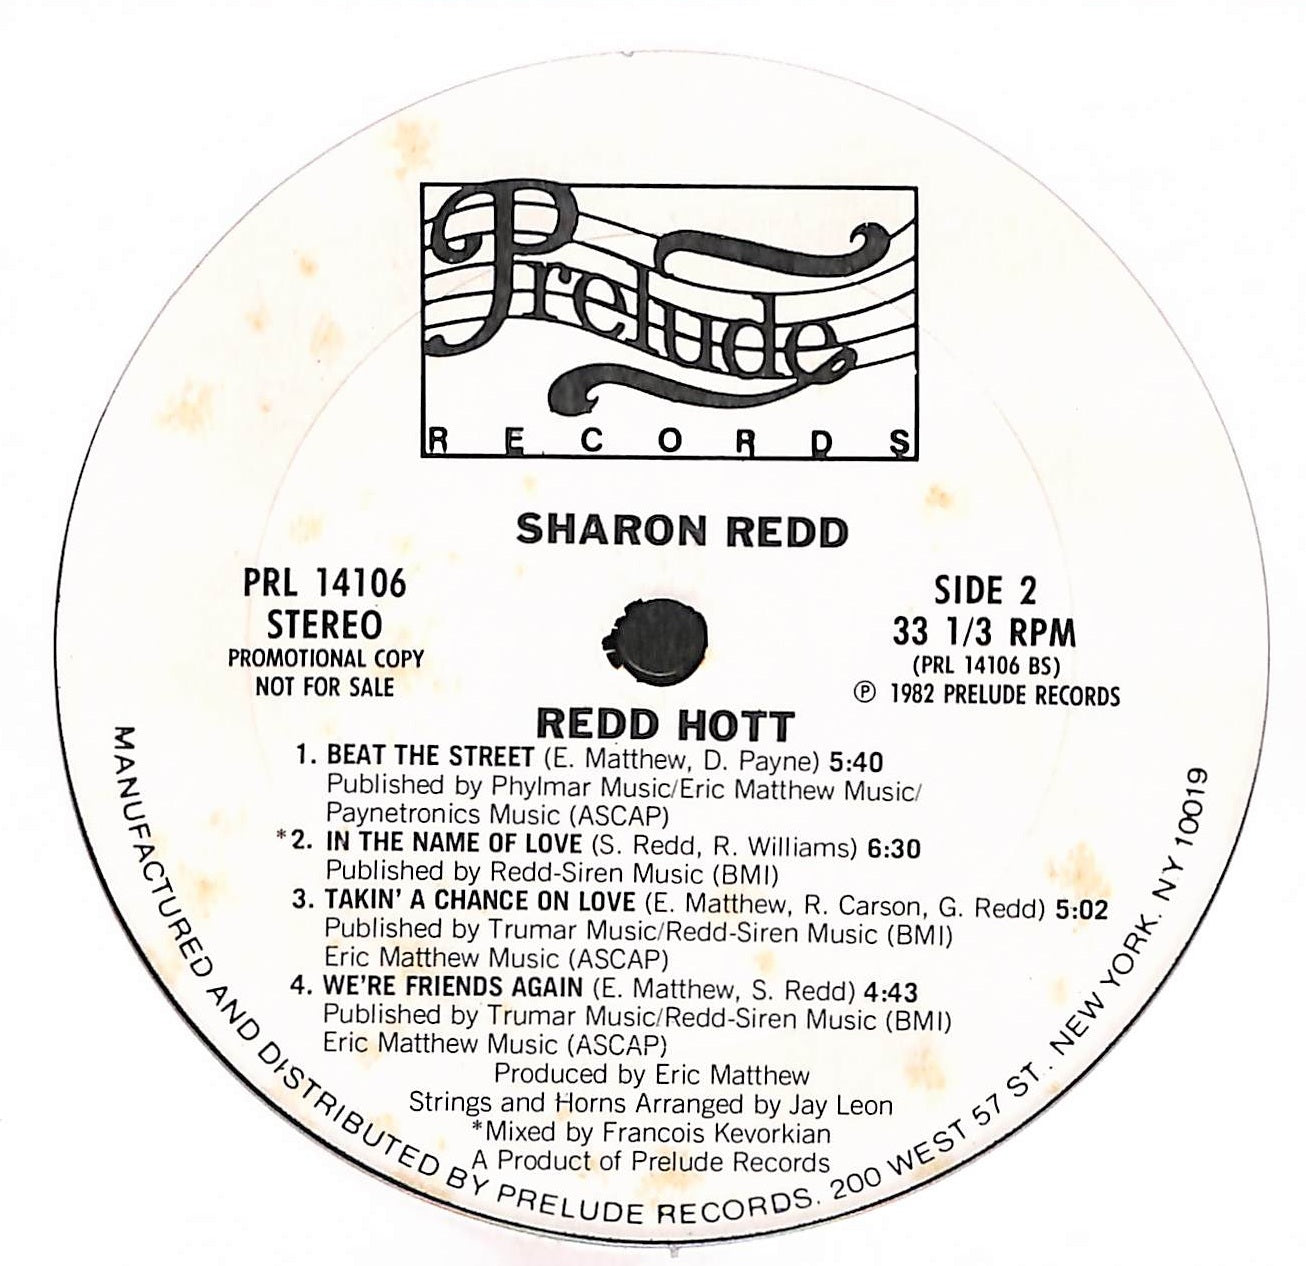 Prelude
RECORDS
SHARON REDD
PRL 14106
STEREO
PROMOTIONAL COPY
NOT FOR SALE
SIDE 2
33 1/3 RPM
(PRL 14106 BS)
℗ 1982 PRELUDE RECORDS
REDD HOTT
1. BEAT THE STREET (E. Matthew, D. Payne) 5:40
Published by Phylmar Music/Eric Matthew Music/
Paynetronics Music (ASCAP)
*2. IN THE NAME OF LOVE (S. Redd, R. Williams) 6:30
Published by Redd-Siren Music (BMI)
3. TAKIN' A CHANCE ON LOVE (E. Matthew, R. Carson, G. Redd) 5:02
Published by Trumar Music/Redd-Siren Music (BMI)
Eric Matthew Music (ASCAP)
4. WE'RE FRIENDS AGAIN (E. Matthew, S. Redd) 4:43
Published by Trumar Music/Redd-Siren Music (BMI)
Eric Matthew Music (ASCAP)
Produced by Eric Matthew
Strings and Horns Arranged by Jay Leon
*Mixed by Francois Kevorkian
A Product of Prelude Records
MANUFACTURED AND DISTRIBUTED BY PRELUDE RECORDS. 200 WEST 57 ST.. NEW YORK. NY 10019